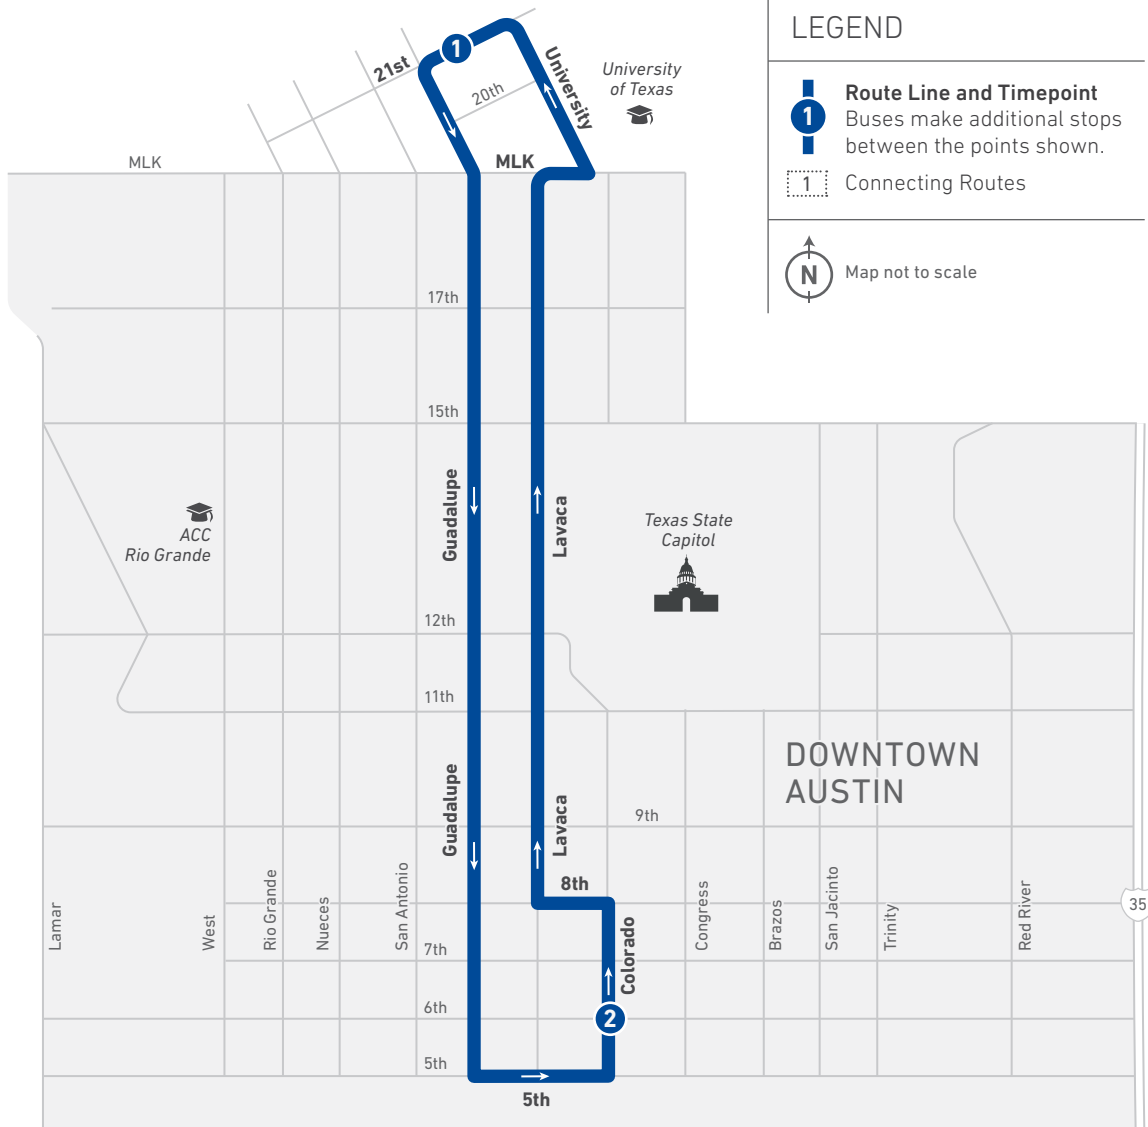 LEGEND
1
Route Line and Timepoint
Buses make additional stops
between the points shown.
1
Connecting Routes
N
Map not to scale
1
21st
20th
University
University
of Texas
MLK
MLK
17th
15th
Guadalupe
Lavaca
ACC
Rio Grande
Texas State
Capitol
12th
11th
DOWNTOWN
AUSTIN
Guadalupe
Lavaca
9th
8th
Lamar
West
Rio Grande
Nueces
San Antonio
Colorado
Congress
Brazos
San Jacinto
Trinity
Red River
35
7th
6th
2
5th
5th